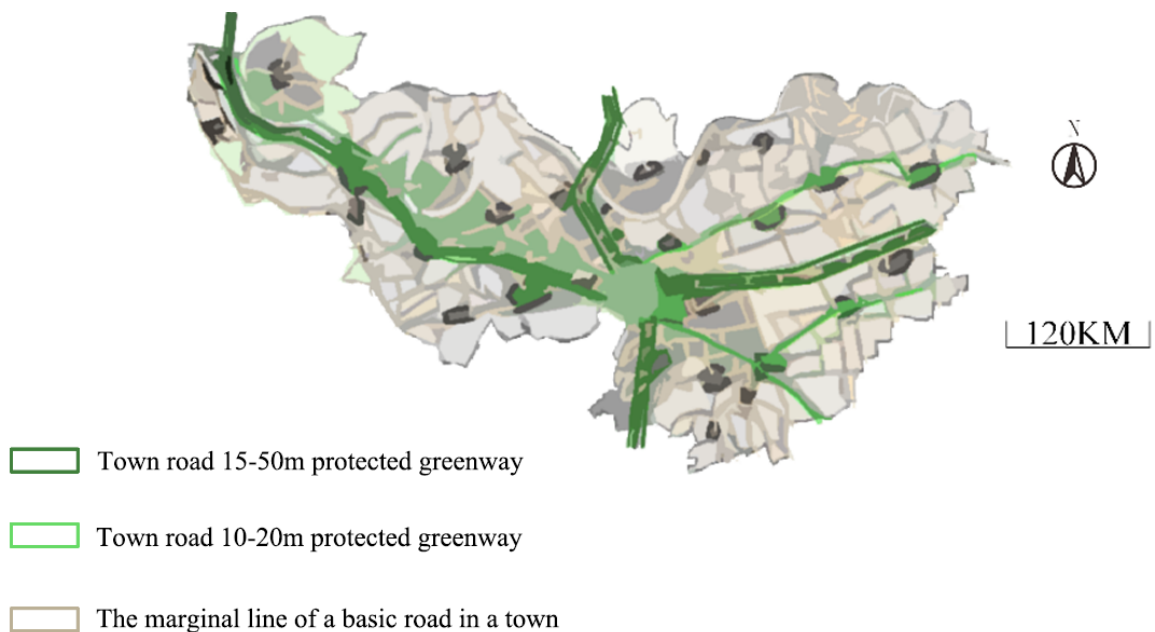 N
120KM
Town road 15-50m protected greenway
Town road 10-20m protected greenway
The marginal line of a basic road in a town